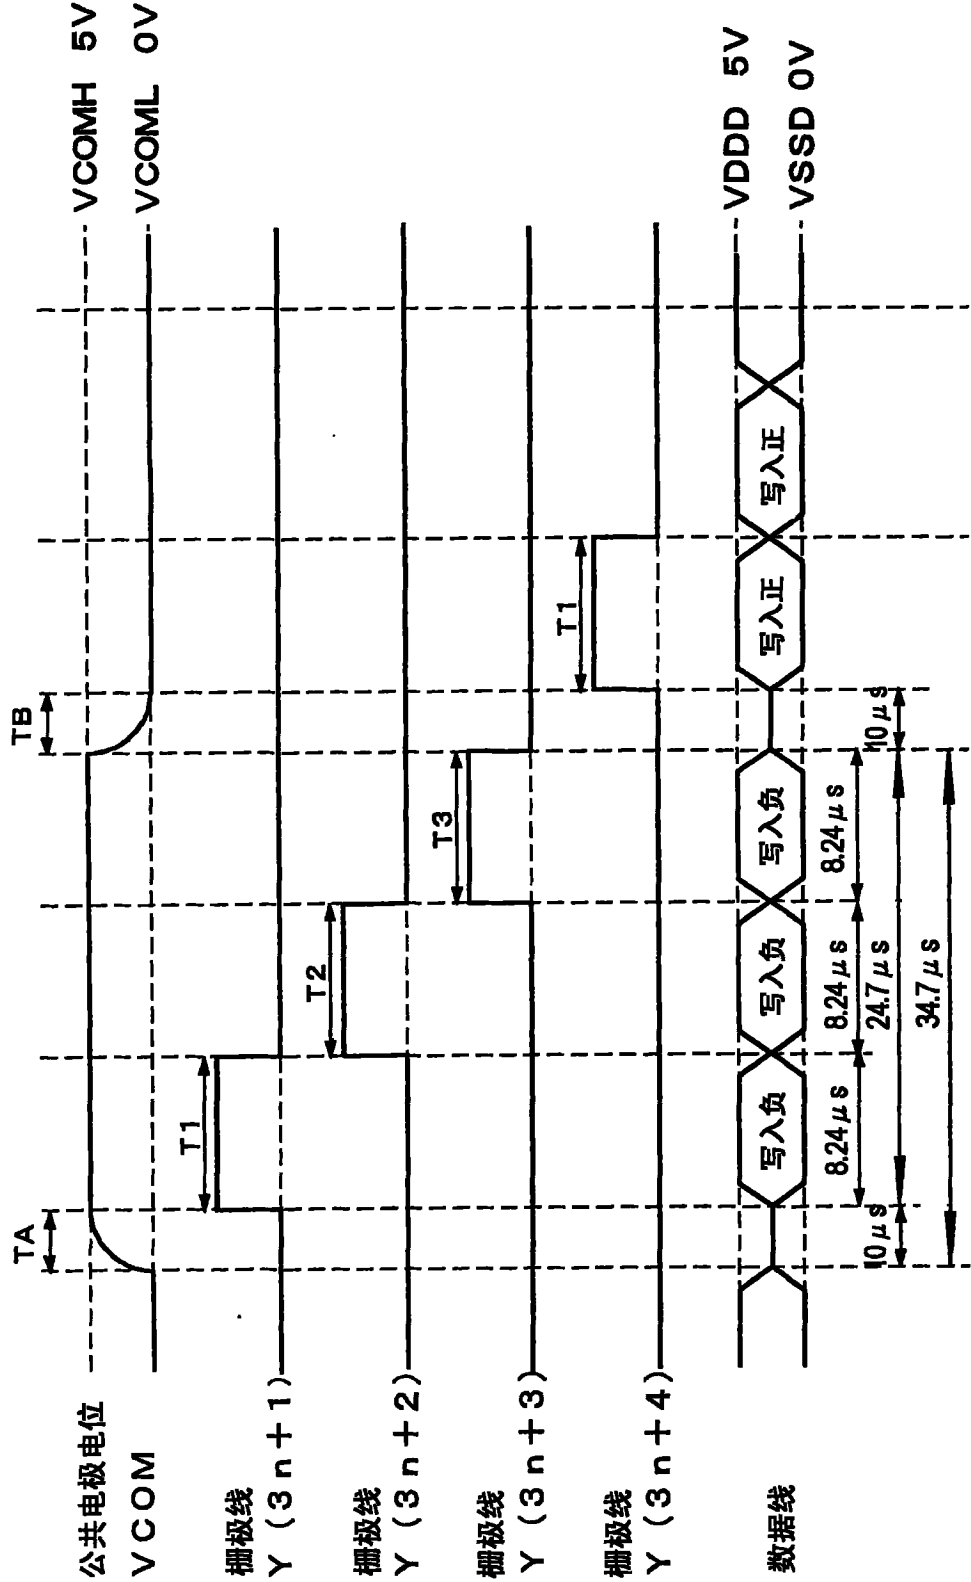 公共电极电位
VCOM
VCOMH 5V
VCOML 0V
TA
TB
栅极线
Y(3n+1)
T1
栅极线
Y(3n+2)
T2
栅极线
Y(3n+3)
T3
栅极线
Y(3n+4)
T1
数据线
写入负
写入负
写入负
写入正
写入正
VDDD 5V
VSSD 0V
10μs
8.24μs
8.24μs
8.24μs
10μs
24.7μs
34.7μs